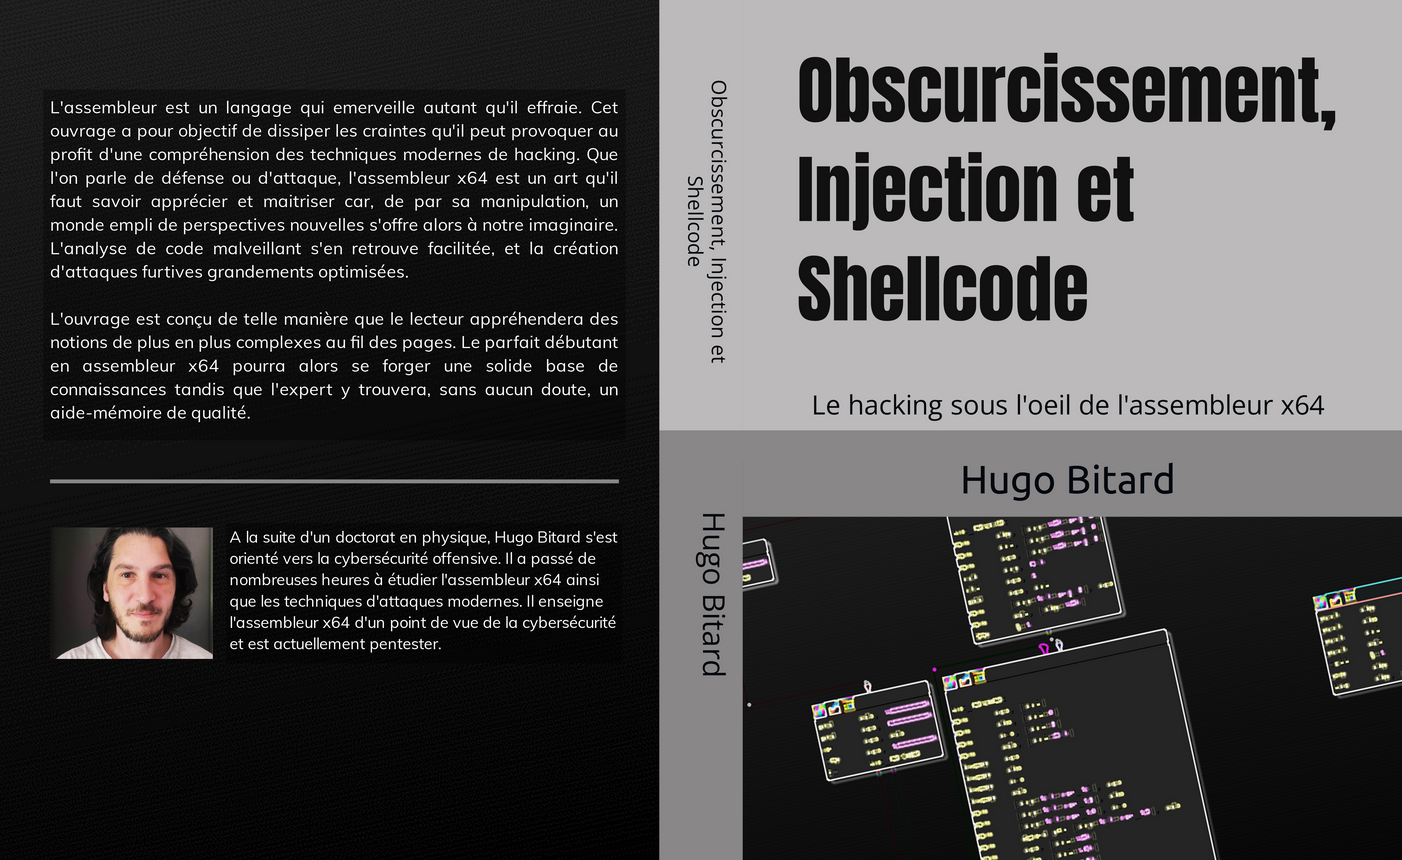 L'assembleur est un langage qui emerveille autant qu'il effraie. Cet
ouvrage a pour objectif de dissiper les craintes qu'il peut provoquer au
profit d'une compréhension des techniques modernes de hacking. Que
l'on parle de défense ou d'attaque, l'assembleur x64 est un art qu'il
faut savoir apprécier et maitriser car, de par sa manipulation, un
monde empli de perspectives nouvelles s'offre alors à notre imaginaire.
L'analyse de code malveillant s'en retrouve facilitée, et la création
d'attaques furtives grandements optimisées.
L'ouvrage est conçu de telle manière que le lecteur appréhendera des
notions de plus en plus complexes au fil des pages. Le parfait débutant
en assembleur x64 pourra alors se forger une solide base de
connaissances tandis que l'expert y trouvera, sans aucun doute, un
aide-mémoire de qualité.
A la suite d'un doctorat en physique, Hugo Bitard s'est
orienté vers la cybersécurité offensive. Il a passé de
nombreuses heures à étudier l'assembleur x64 ainsi
que les techniques d'attaques modernes. Il enseigne
l'assembleur x64 d'un point de vue de la cybersécurité
et est actuellement pentester.
Obscurcissement, Injection et
Shellcode
Hugo Bitard
Obscurcissement,
Injection et
Shellcode
Le hacking sous l'oeil de l'assembleur x64
Hugo Bitard